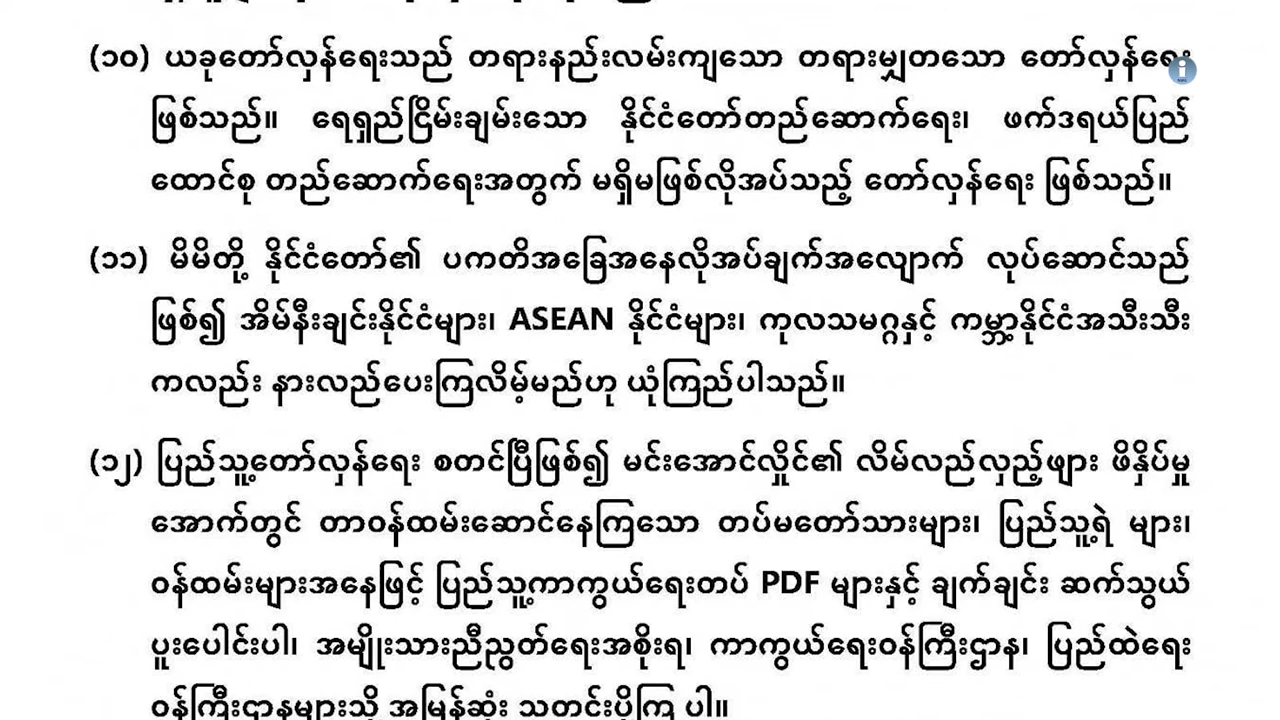 (၁၀) ယခုတော်လှန်ရေးသည် တရားနည်းလမ်းကျသော တရားမျှတသော တော်လှန်ရေး
ဖြစ်သည်။ ရေရှည်ငြိမ်းချမ်းသော နိုင်ငံတော်တည်ဆောက်ရေး၊ ဖက်ဒရယ်ပြည်
ထောင်စု တည်ဆောက်ရေးအတွက် မရှိမဖြစ်လိုအပ်သည့် တော်လှန်ရေး ဖြစ်သည်။
(၁၁) မိမိတို့ နိုင်ငံတော်၏ ပကတိအခြေအနေလိုအပ်ချက်အလျောက် လုပ်ဆောင်သည်
ဖြစ်၍ အိမ်နီးချင်းနိုင်ငံများ၊ ASEAN နိုင်ငံများ၊ ကုလသမဂ္ဂနှင့် ကမ္ဘာ့နိုင်ငံအသီးသီး
ကလည်း နားလည်ပေးကြလိမ့်မည်ဟု ယုံကြည်ပါသည်။
(၁၂) ပြည်သူ့တော်လှန်ရေး စတင်ပြီဖြစ်၍ မင်းအောင်လှိုင်၏ လိမ်လည်လှည့်ဖျား ဖိနှိပ်မှု
အောက်တွင် တာဝန်ထမ်းဆောင်နေကြသော တပ်မတော်သားများ၊ ပြည်သူ့ရဲ များ၊
ဝန်ထမ်းများအနေဖြင့် ပြည်သူ့ကာကွယ်ရေးတပ် PDF များနှင့် ချက်ချင်း ဆက်သွယ်
ပူးပေါင်းပါ၊ အမျိုးသားညီညွတ်ရေးအစိုးရ၊ ကာကွယ်ရေးဝန်ကြီးဌာန၊ ပြည်ထဲရေး
ဝန်ကြီးဌာနများသို့ အမြန်ဆုံး သတင်းပို့ကြ ပါ။